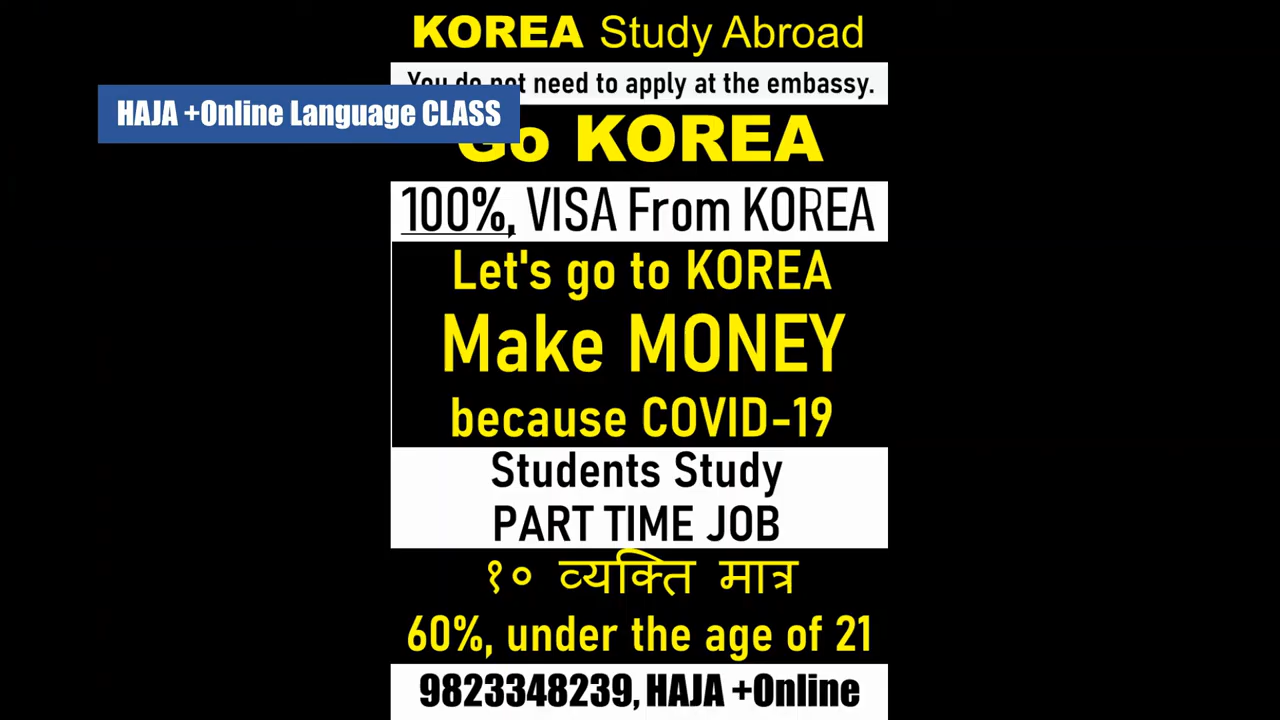 KOREA Study Abroad
You do not need to apply at the embassy.
HAJA +Online Language CLASS
Go KOREA
100%, VISA From KOREA
Let's go to KOREA
Make MONEY
because COVID-19
Students Study
PART TIME JOB
१० व्यक्ति मात्र
60%, under the age of 21
9823348239, HAJA +Online